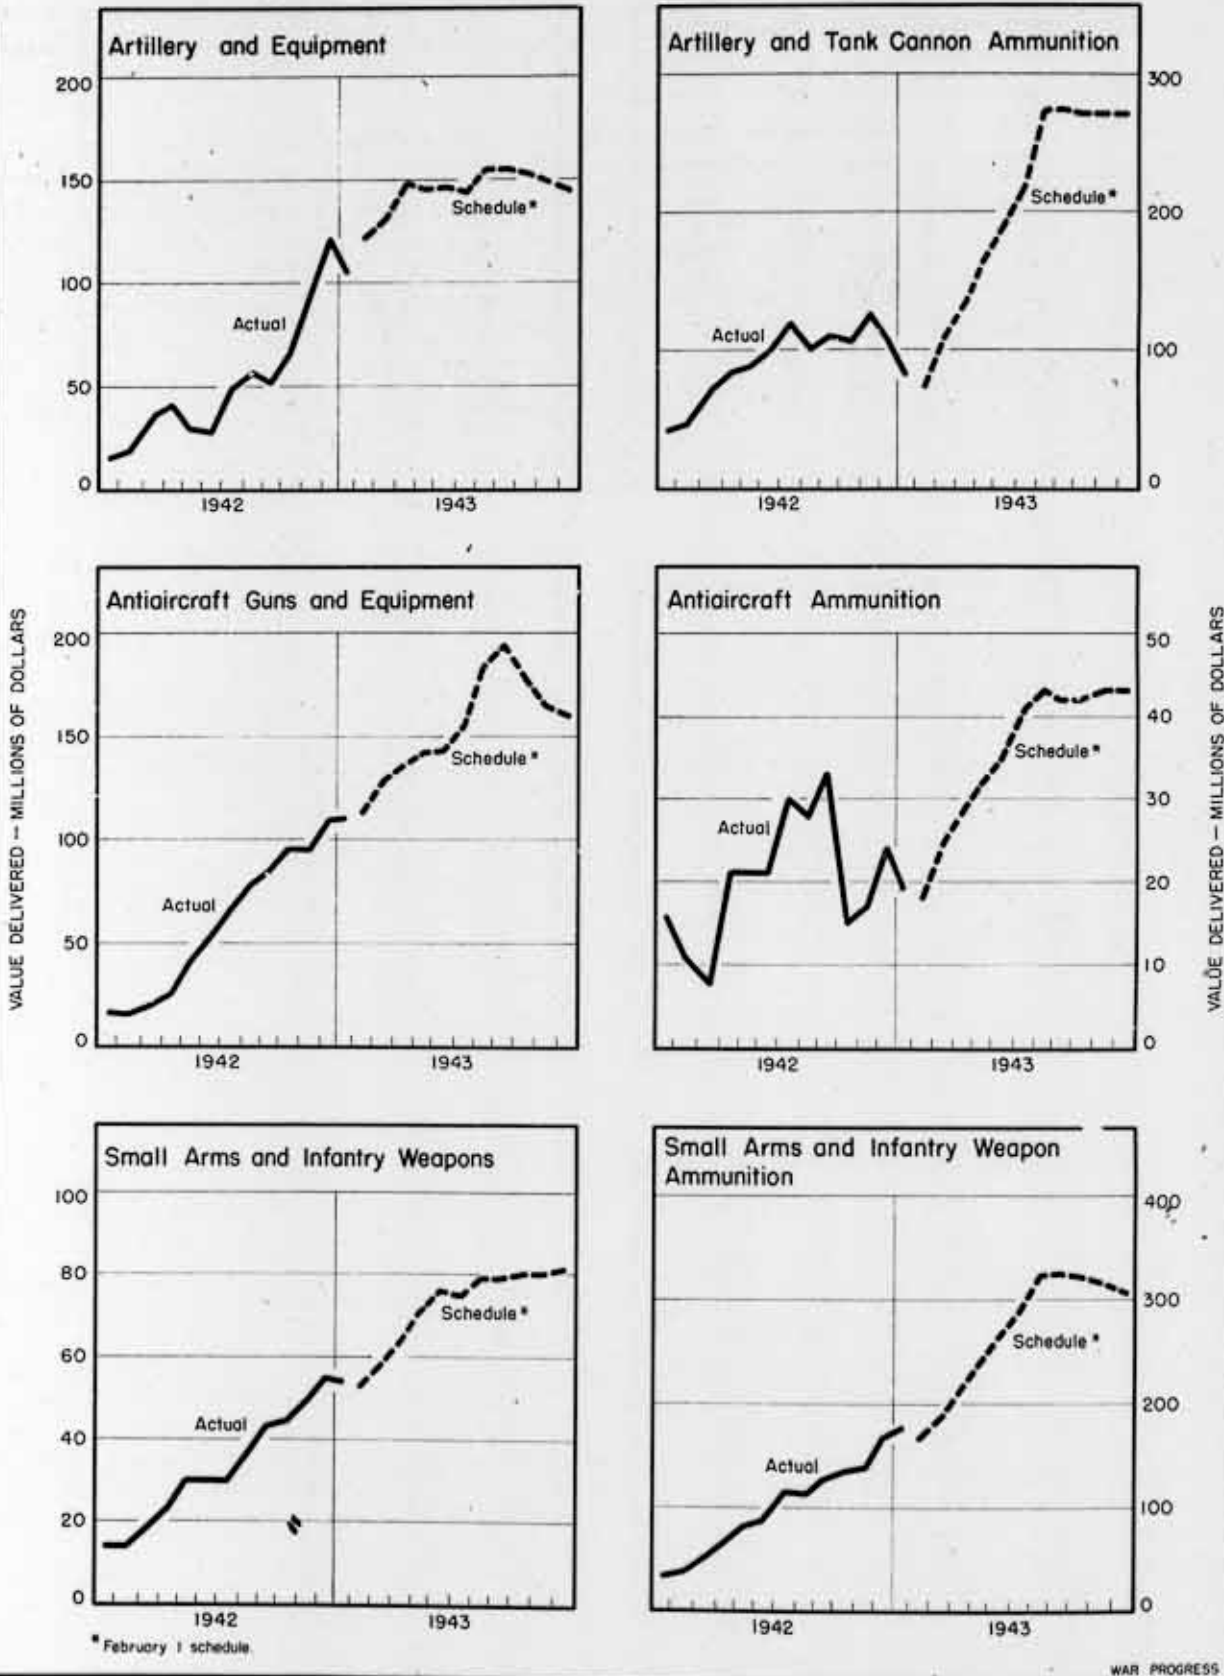 Artillery and Equipment
200
150
100
50
0
Actual
Schedule*
1942
1943
Artillery and Tank Cannon Ammunition
300
200
100
0
Actual
Schedule*
1942
1943
VALUE DELIVERED — MILLIONS OF DOLLARS
Antiaircraft Guns and Equipment
200
150
100
50
0
Actual
Schedule*
1942
1943
Antiaircraft Ammunition
50
40
30
20
10
0
Actual
Schedule*
1942
1943
VALUE DELIVERED — MILLIONS OF DOLLARS
Small Arms and Infantry Weapons
100
80
60
40
20
0
Actual
Schedule*
1942
1943
Small Arms and Infantry Weapon
Ammunition
400
300
200
100
0
Actual
Schedule*
1942
1943
* February 1 schedule.
WAR PROGRESS